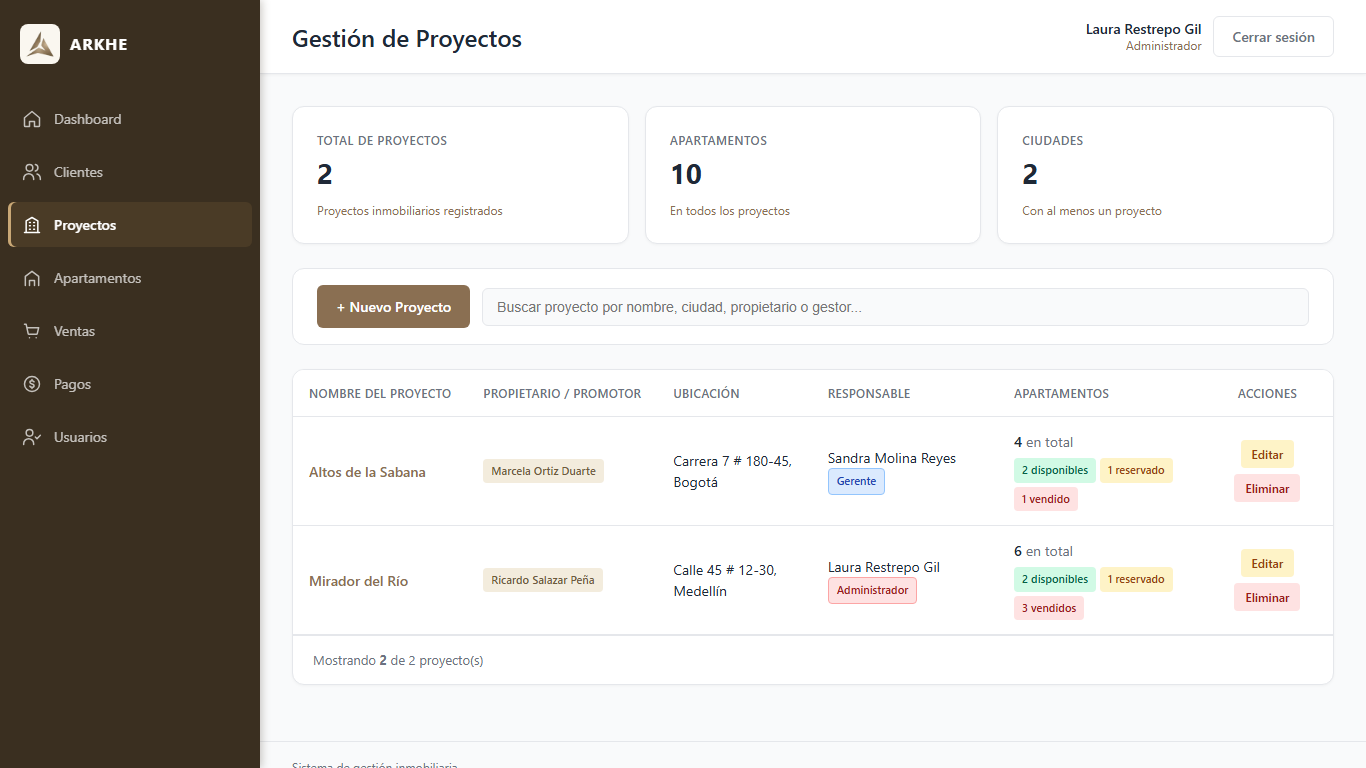 ARKHE
Dashboard
Clientes
Proyectos
Apartamentos
Ventas
Pagos
Usuarios
Gestión de Proyectos
Laura Restrepo Gil
Administrador
Cerrar sesión
TOTAL DE PROYECTOS
2
Proyectos inmobiliarios registrados
APARTAMENTOS
10
En todos los proyectos
CIUDADES
2
Con al menos un proyecto
+ Nuevo Proyecto
Buscar proyecto por nombre, ciudad, propietario o gestor...
NOMBRE DEL PROYECTO PROPIETARIO / PROMOTOR UBICACIÓN RESPONSABLE APARTAMENTOS ACCIONES
Altos de la Sabana
Marcela Ortiz Duarte
Carrera 7 # 180-45,
Bogotá
Sandra Molina Reyes
Gerente
4 en total
2 disponibles 1 reservado
1 vendido
Editar
Eliminar
Mirador del Río
Ricardo Salazar Peña
Calle 45 # 12-30,
Medellín
Laura Restrepo Gil
Administrador
6 en total
2 disponibles 1 reservado
3 vendidos
Editar
Eliminar
Mostrando 2 de 2 proyecto(s)
Sistema de gestión inmobiliaria